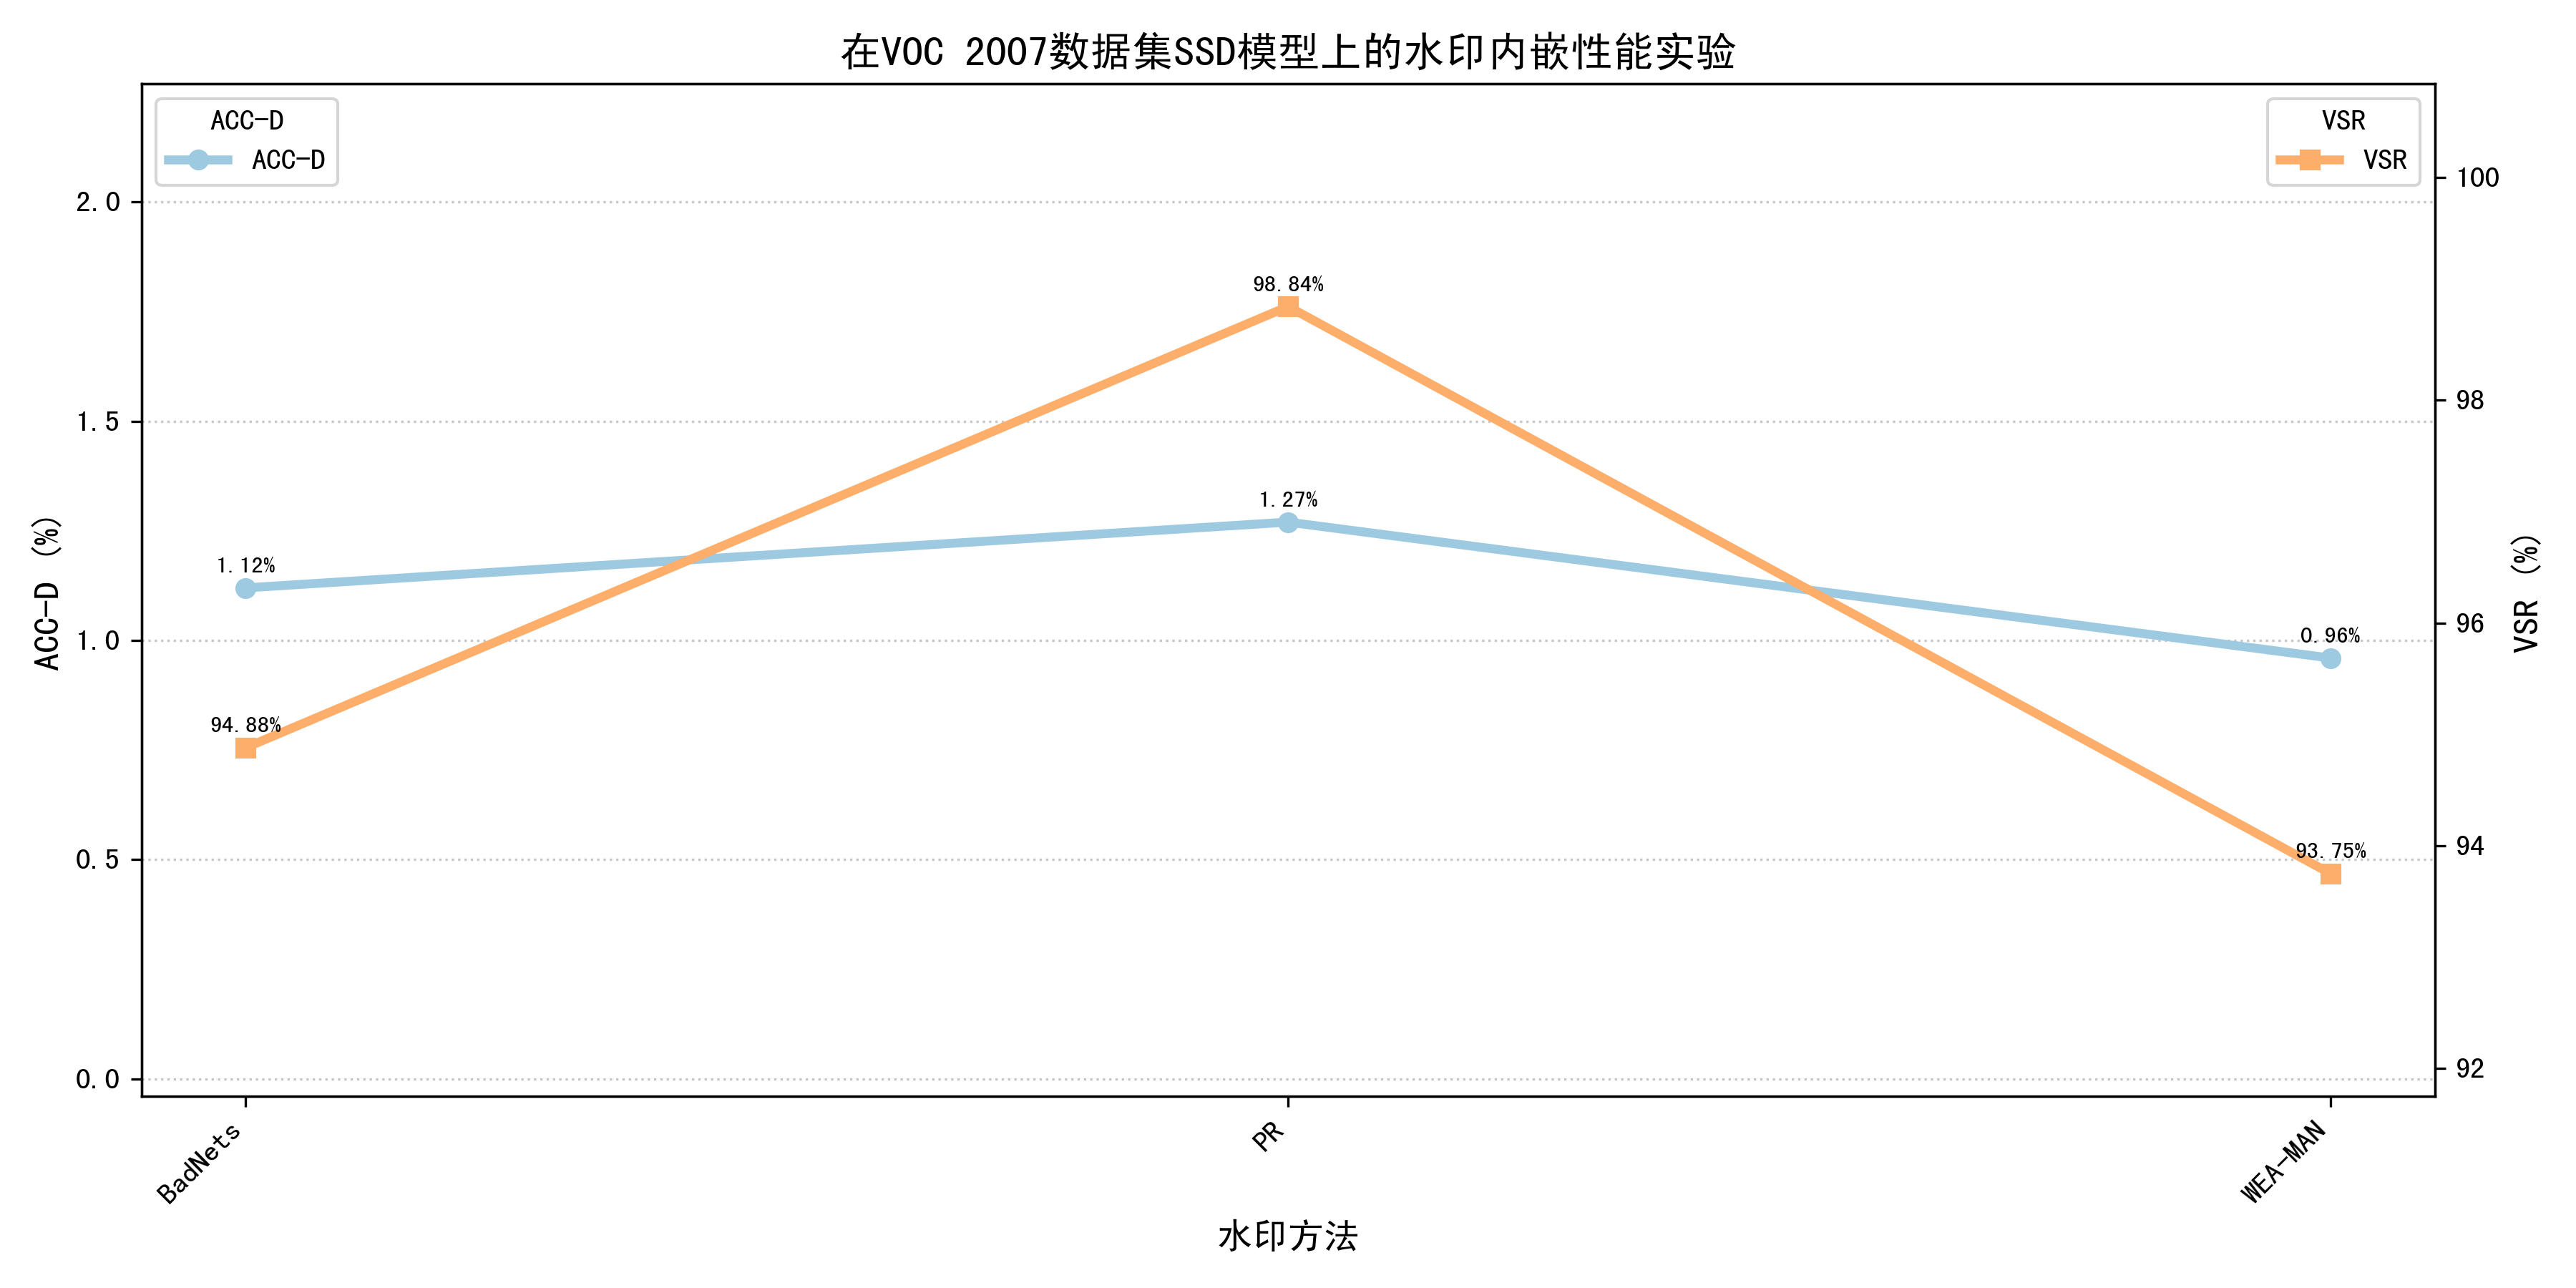 在VOC 2007数据集SSD模型上的水印内嵌性能实验
ACC-D
ACC-D
VSR
VSR
2.0
1.5
1.0
0.5
0.0
ACC-D (%)
100
98
96
94
92
VSR (%)
98.84%
1.27%
1.12%
0.96%
94.88%
93.75%
BadNets
PR
WEA-MAN
水印方法